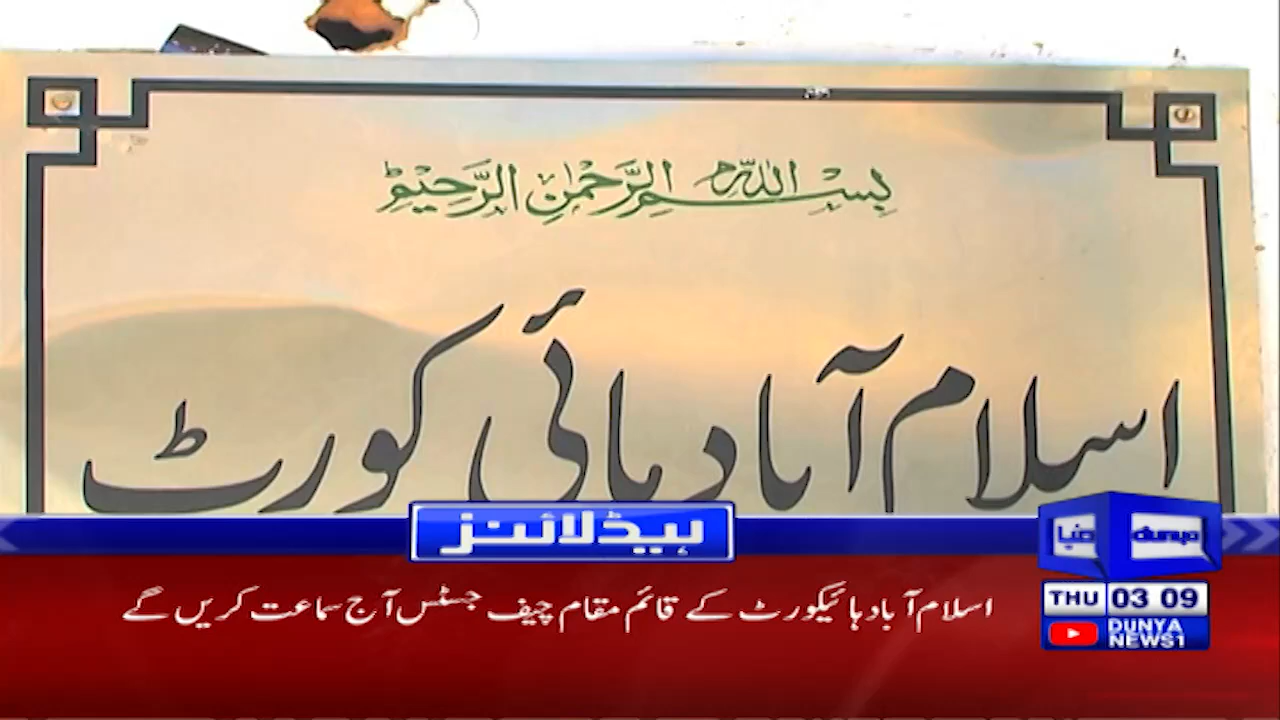 بسم اللہ الرحمن الرحیم
اسلام آباد ہائی کورٹ
ہیڈلائنز
اسلام آباد ہائیکورٹ کے قائم مقام چیف جسٹس آج سماعت کریں گے
دنیا
THU 03 09
DUNYA
NEWS1